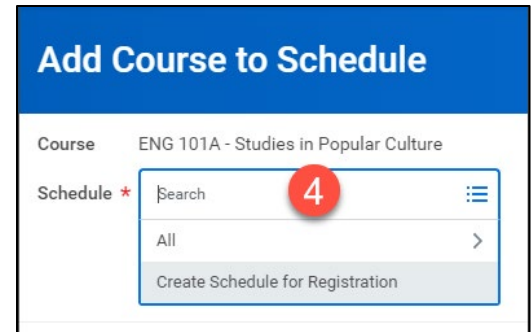 Add Course to Schedule
Course ENG 101A - Studies in Popular Culture
Schedule * Search 4
All
Create Schedule for Registration